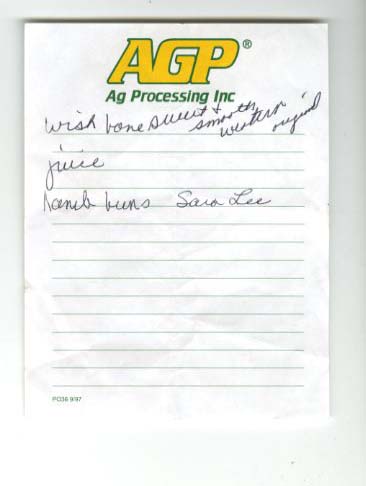 AGP®
Ag Processing Inc
wish bone sweet & smooth western original
juice
hamb buns Sara Lee
PO36 9/97